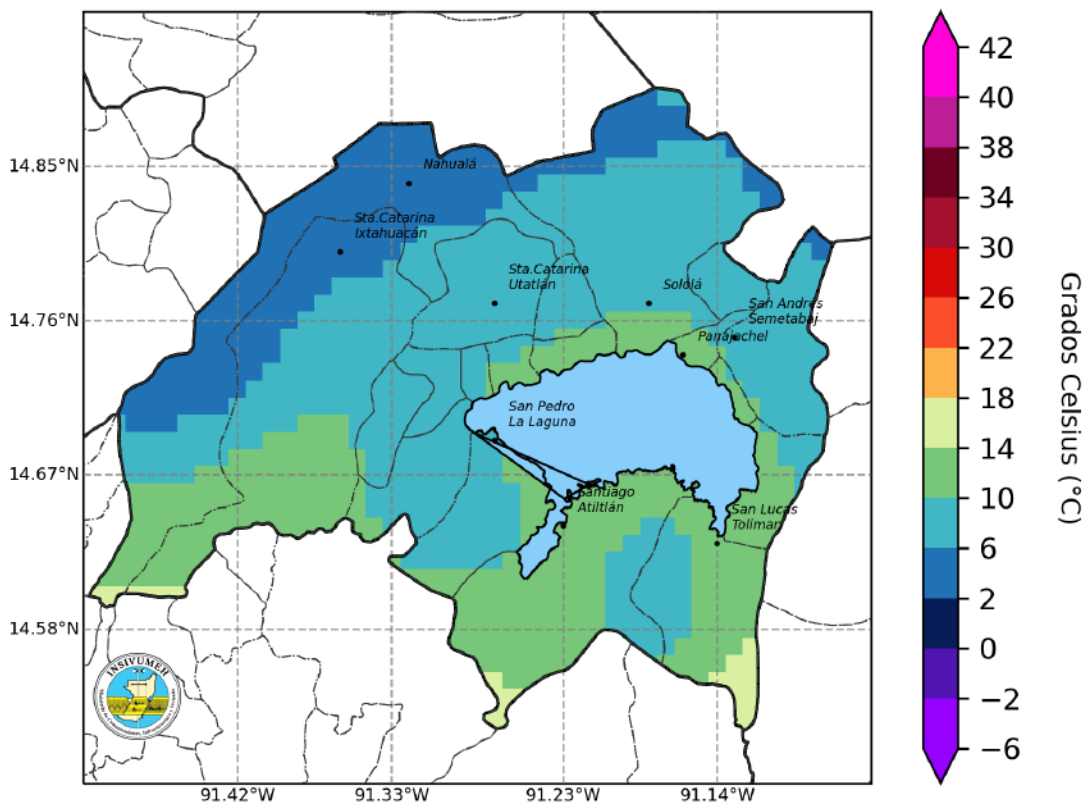 14.85°N
14.76°N
14.67°N
14.58°N
Nahualá
Sta.Catarina
Ixtahuacán
Sta.Catarina
Utatlán
Sololá
San Andrés
Semetabaj
Panajachel
San Pedro
La Laguna
Santiago
Atiltlán
San Lucas
Toliman
INSIVUMEH
91.42°W
91.33°W
91.23°W
91.14°W
42
40
38
34
30
26
22
18
14
10
6
2
0
−2
−6
Grados Celsius (°C)